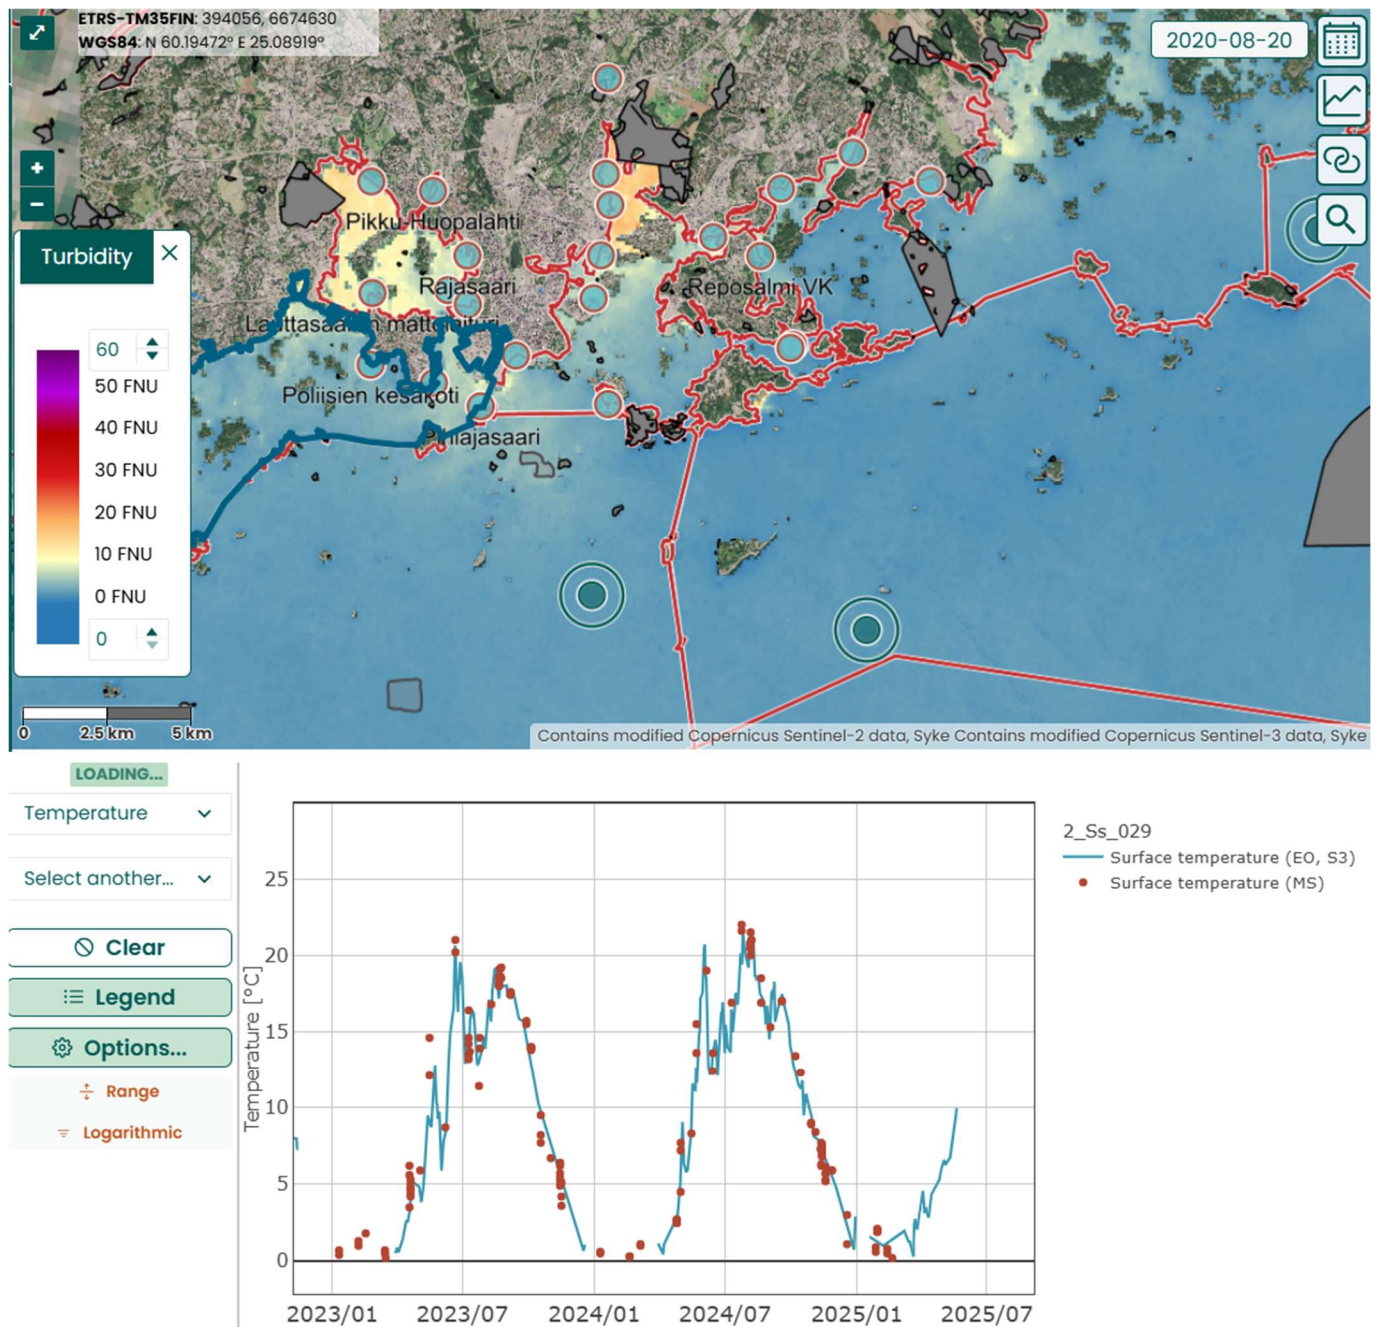 ETRS-TM35FIN: 394056, 6674630
WGS84: N 60.19472° E 25.08919°
2020-08-20
+
−
Turbidity
60
50 FNU
40 FNU
30 FNU
20 FNU
10 FNU
0 FNU
0
Pikku-Huopalahti
Rajasaari
Reposalmi VK
Poliisien kesäkoti
Pihlajasaari
0
2.5 km
5 km
Contains modified Copernicus Sentinel-2 data, Syke Contains modified Copernicus Sentinel-3 data, Syke
LOADING...
Temperature
Select another...
Clear
Legend
Options...
Range
Logarithmic
Temperature [°C]
25
20
15
10
5
0
2023/01
2023/07
2024/01
2024/07
2025/01
2025/07
2_Ss_029
Surface temperature (EO, S3)
Surface temperature (MS)